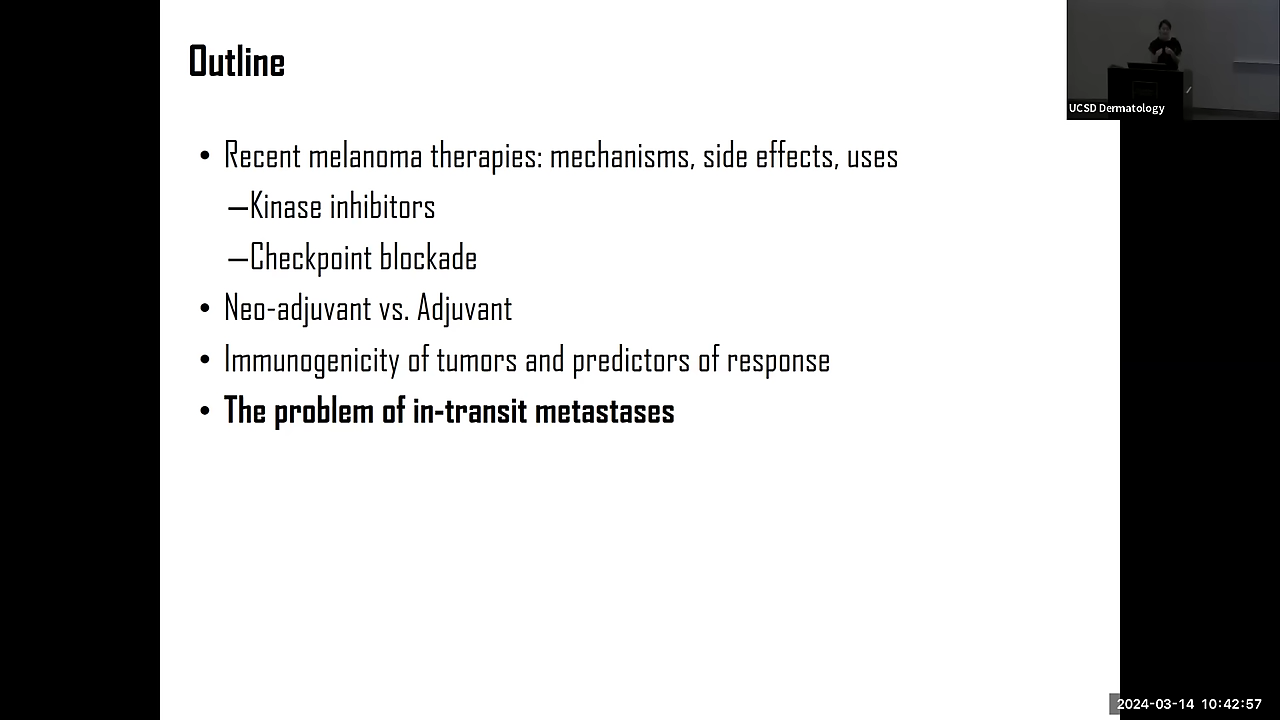 Outline
UCSD Dermatology
• Recent melanoma therapies: mechanisms, side effects, uses
–Kinase inhibitors
–Checkpoint blockade
• Neo-adjuvant vs. Adjuvant
• Immunogenicity of tumors and predictors of response
• The problem of in-transit metastases
2024-03-14 10:42:57